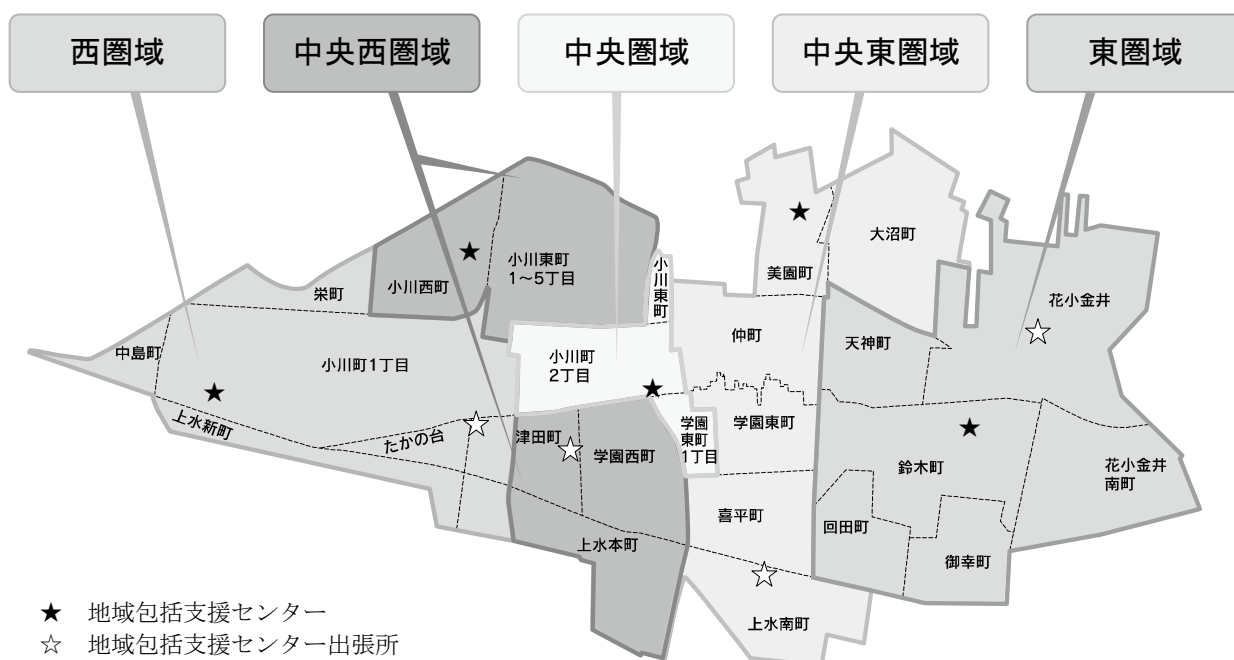 西圏域
中央西圏域
中央圏域
中央東圏域
東圏域
大沼町
美園町
小川東町
1〜5丁目
小川東町
小川西町
栄町
花小金井
中島町
小川町1丁目
小川町
2丁目
仲町
天神町
上水新町
たかの台
津田町
学園西町
学園
東町
1丁目
学園東町
鈴木町
花小金井
南町
喜平町
回田町
上水本町
御幸町
上水南町
★ 地域包括支援センター
☆ 地域包括支援センター出張所